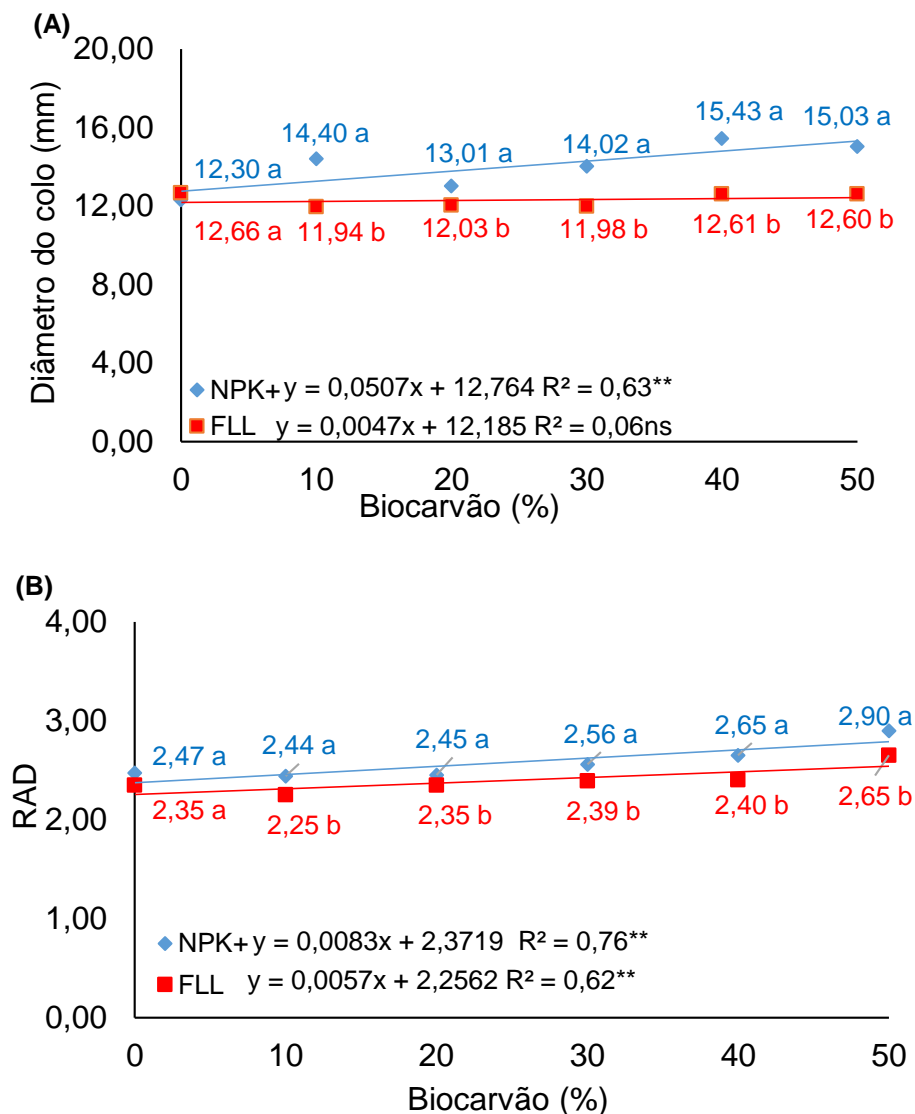 (A)
20,00
16,00
12,00
8,00
4,00
0,00
Diâmetro do colo (mm)
12,30 a
14,40 a
13,01 a
14,02 a
15,43 a
15,03 a
12,66 a
11,94 b
12,03 b
11,98 b
12,61 b
12,60 b
NPK+ y = 0,0507x + 12,764 R² = 0,63**
FLL y = 0,0047x + 12,185 R² = 0,06ns
0 10 20 30 40 50
Biocarvão (%)
(B)
4,00
3,00
2,00
1,00
0,00
RAD
2,47 a
2,44 a
2,45 a
2,56 a
2,65 a
2,90 a
2,35 a
2,25 b
2,35 b
2,39 b
2,40 b
2,65 b
NPK+ y = 0,0083x + 2,3719 R² = 0,76**
FLL y = 0,0057x + 2,2562 R² = 0,62**
0 10 20 30 40 50
Biocarvão (%)